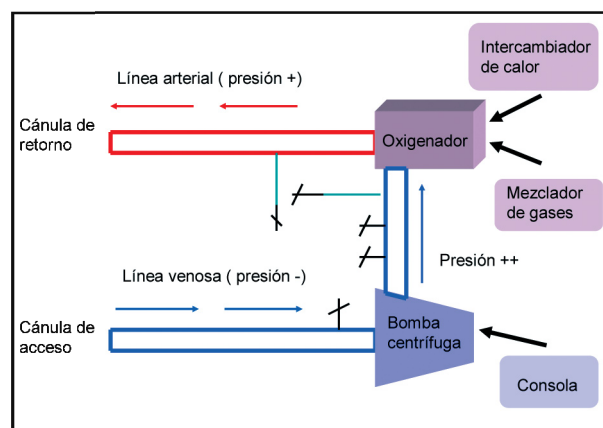 Intercambiador
de calor
Línea arterial ( presión +)
Cánula de
retorno
Oxigenador
Mezclador
de gases
Presión ++
Línea venosa ( presión -)
Cánula de
acceso
Bomba
centrífuga
Consola